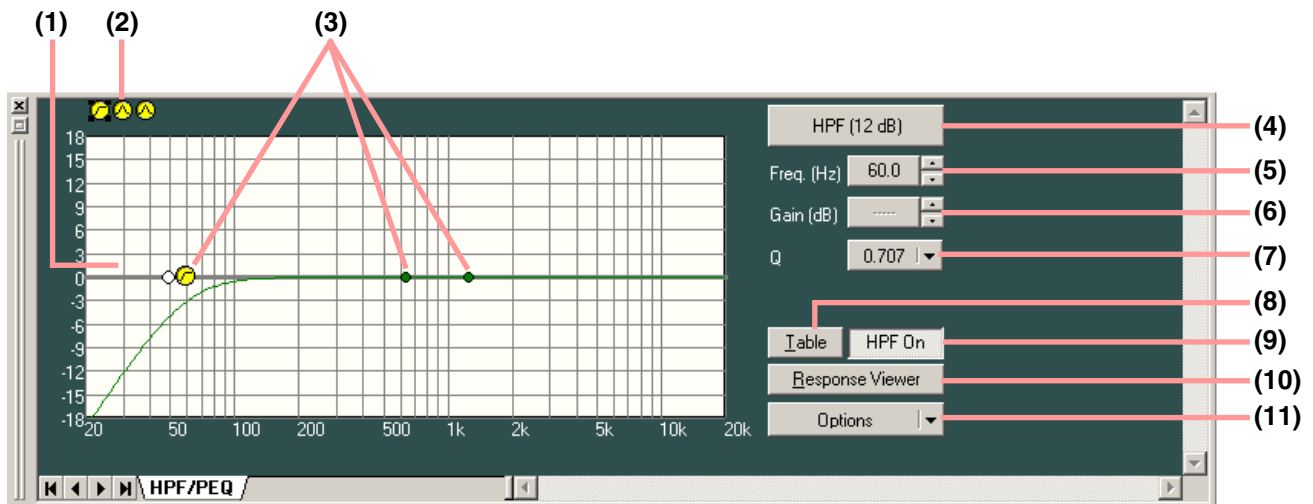 (1) (2) (3)
HPF (12 dB) (4)
18
15
Freq. (Hz) 60.0 (5)
12
9
Gain (dB) ----- (6)
6
3
Q 0.707 (7)
0
-3
(8)
-6
Table HPF On (9)
-9
-12
Response Viewer (10)
-15
-18
Options (11)
20 50 100 200 500 1k 2k 5k 10k 20k
HPF/PEQ